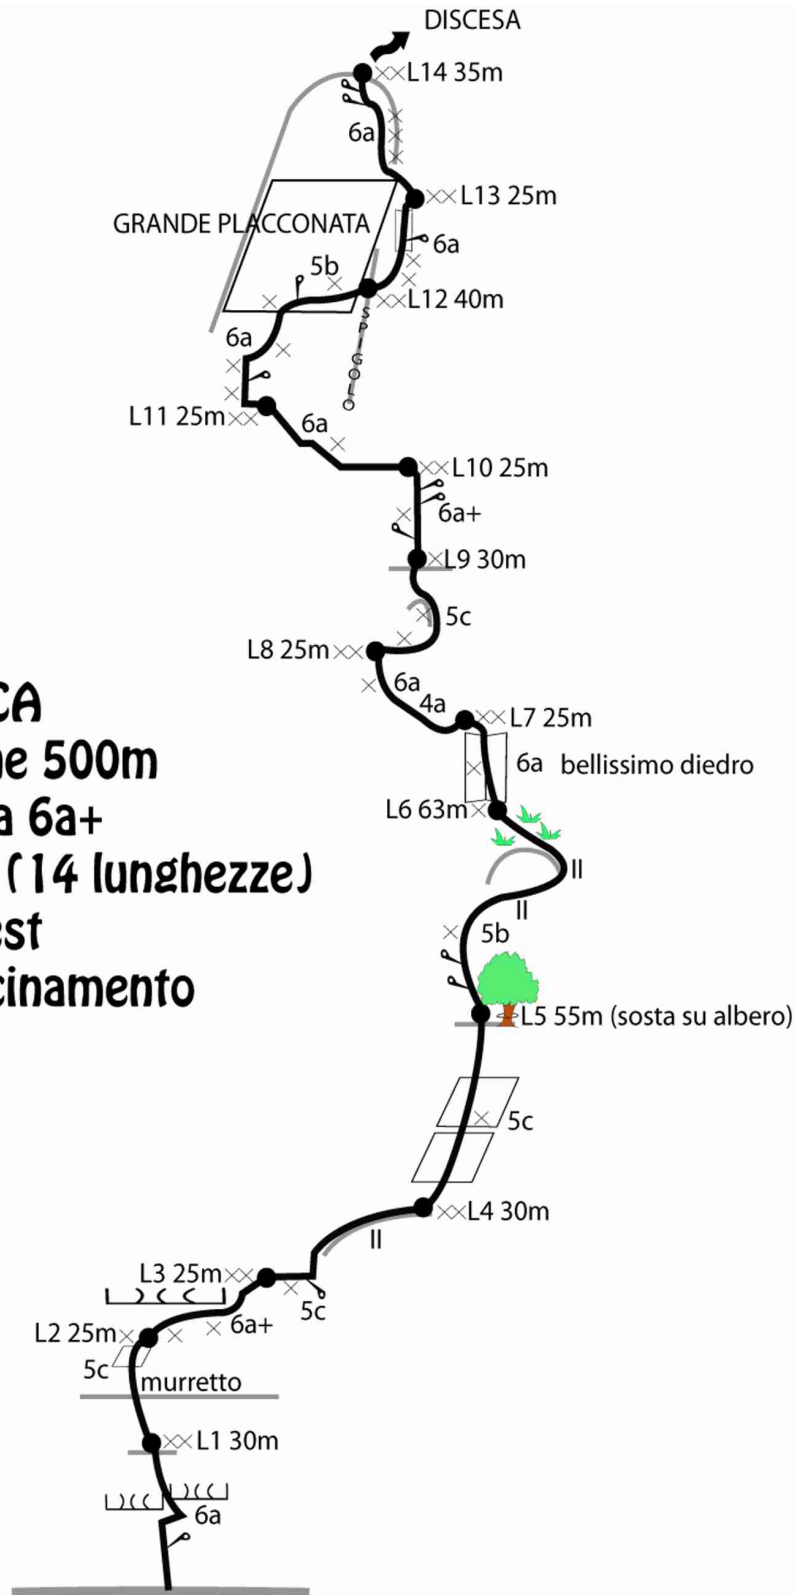 DISCESA
L14 35m
6a
L13 25m
GRANDE PLACCONATA
6a
5b
L12 40m
SPIGOLO
6a
L11 25m
6a
L10 25m
6a+
L9 30m
5c
L8 25m
6a
4a
L7 25m
6a bellissimo diedro
L6 63m
II
II
5b
L5 55m (sosta su albero)
5c
L4 30m
II
L3 25m
5c
6a+
L2 25m
5c
murretto
L1 30m
6a
CA
ne 500m
a 6a+
(14 lunghezze)
est
cinamento